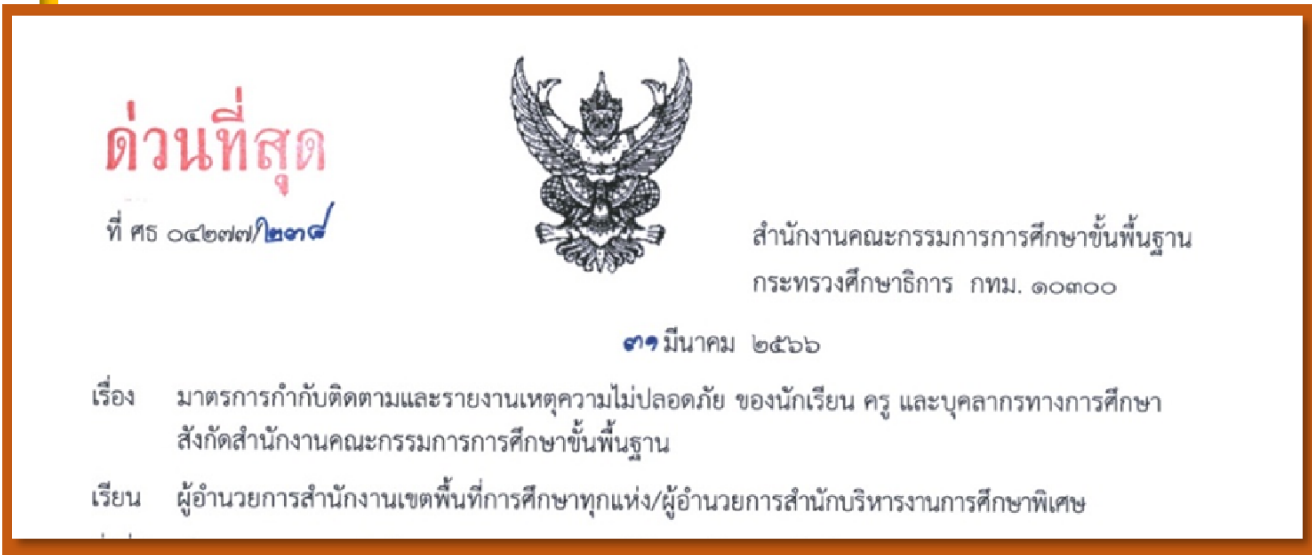 ด่วนที่สุด
ที่ ศธ ๐๔๒๗๗/ว๒๓๘
สำนักงานคณะกรรมการการศึกษาขั้นพื้นฐาน
กระทรวงศึกษาธิการ กทม. ๑๐๓๐๐
๓๑ มีนาคม ๒๕๖๖
เรื่อง มาตรการกำกับติดตามและรายงานเหตุความไม่ปลอดภัย ของนักเรียน ครู และบุคลากรทางการศึกษา
สังกัดสำนักงานคณะกรรมการการศึกษาขั้นพื้นฐาน
เรียน ผู้อำนวยการสำนักงานเขตพื้นที่การศึกษาทุกแห่ง/ผู้อำนวยการสำนักบริหารงานการศึกษาพิเศษ